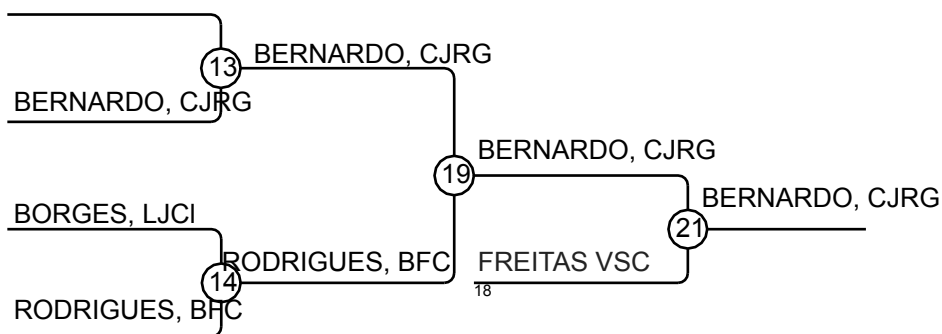 BERNARDO, CJRG
13
BERNARDO, CJRG
BERNARDO, CJRG
19
BERNARDO, CJRG
BORGES, LJCI
21
RODRIGUES, BFC
FREITAS VSC
14
18
RODRIGUES, BFC